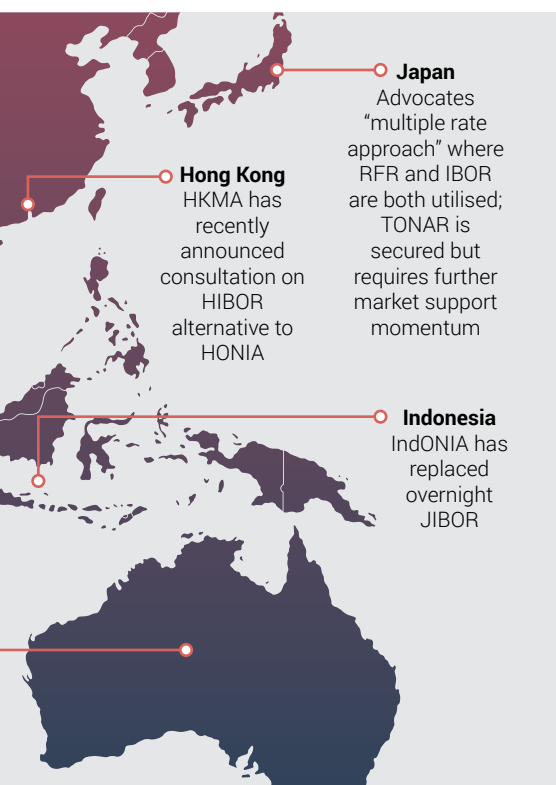 Japan
Advocates
“multiple rate
approach” where
RFR and IBOR
are both utilised;
TONAR is
secured but
requires further
market support
momentum
Hong Kong
HKMA has
recently
announced
consultation on
HIBOR
alternative to
HONIA
Indonesia
IndONIA has
replaced
overnight
JIBOR